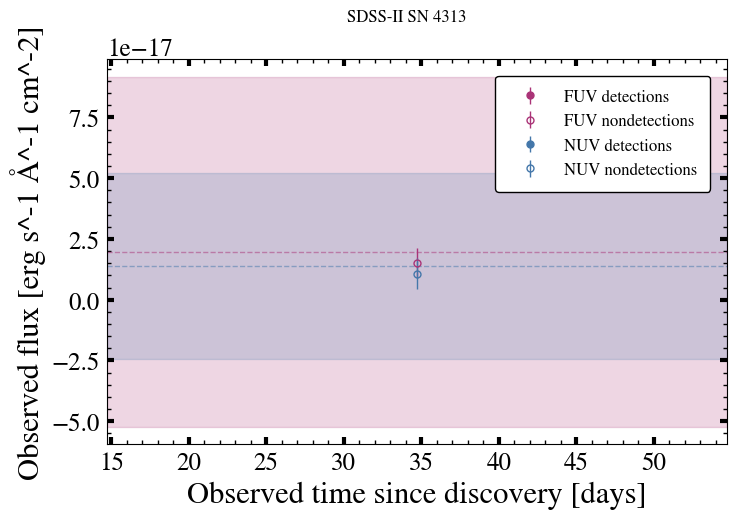 SDSS-II SN 4313
1e−17
FUV detections
FUV nondetections
NUV detections
NUV nondetections
7.5
5.0
2.5
0.0
−2.5
−5.0
Observed flux [erg s^-1 Å^-1 cm^-2]
15 20 25 30 35 40 45 50
Observed time since discovery [days]